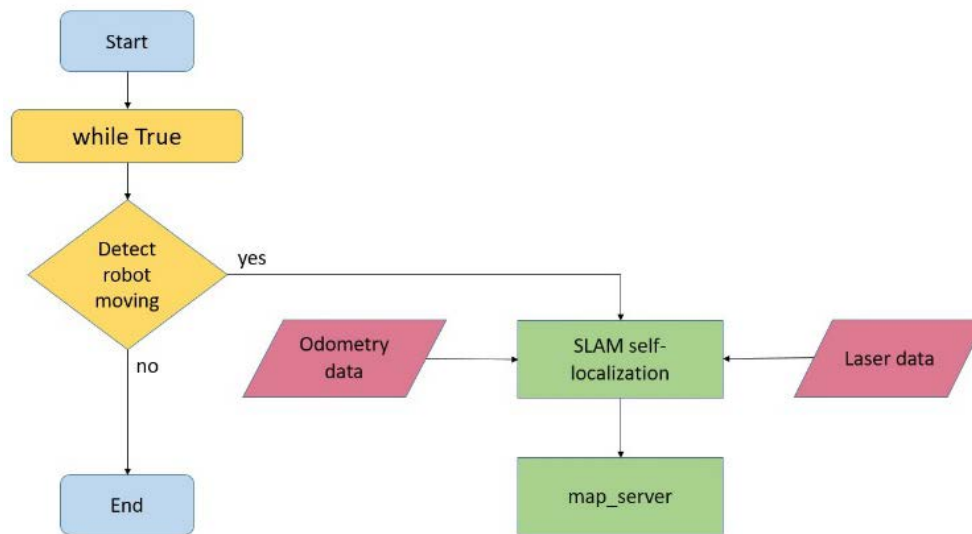 Start
while True
Detect
robot
moving
yes
no
Odometry
data
SLAM self-
localization
Laser data
map_server
End